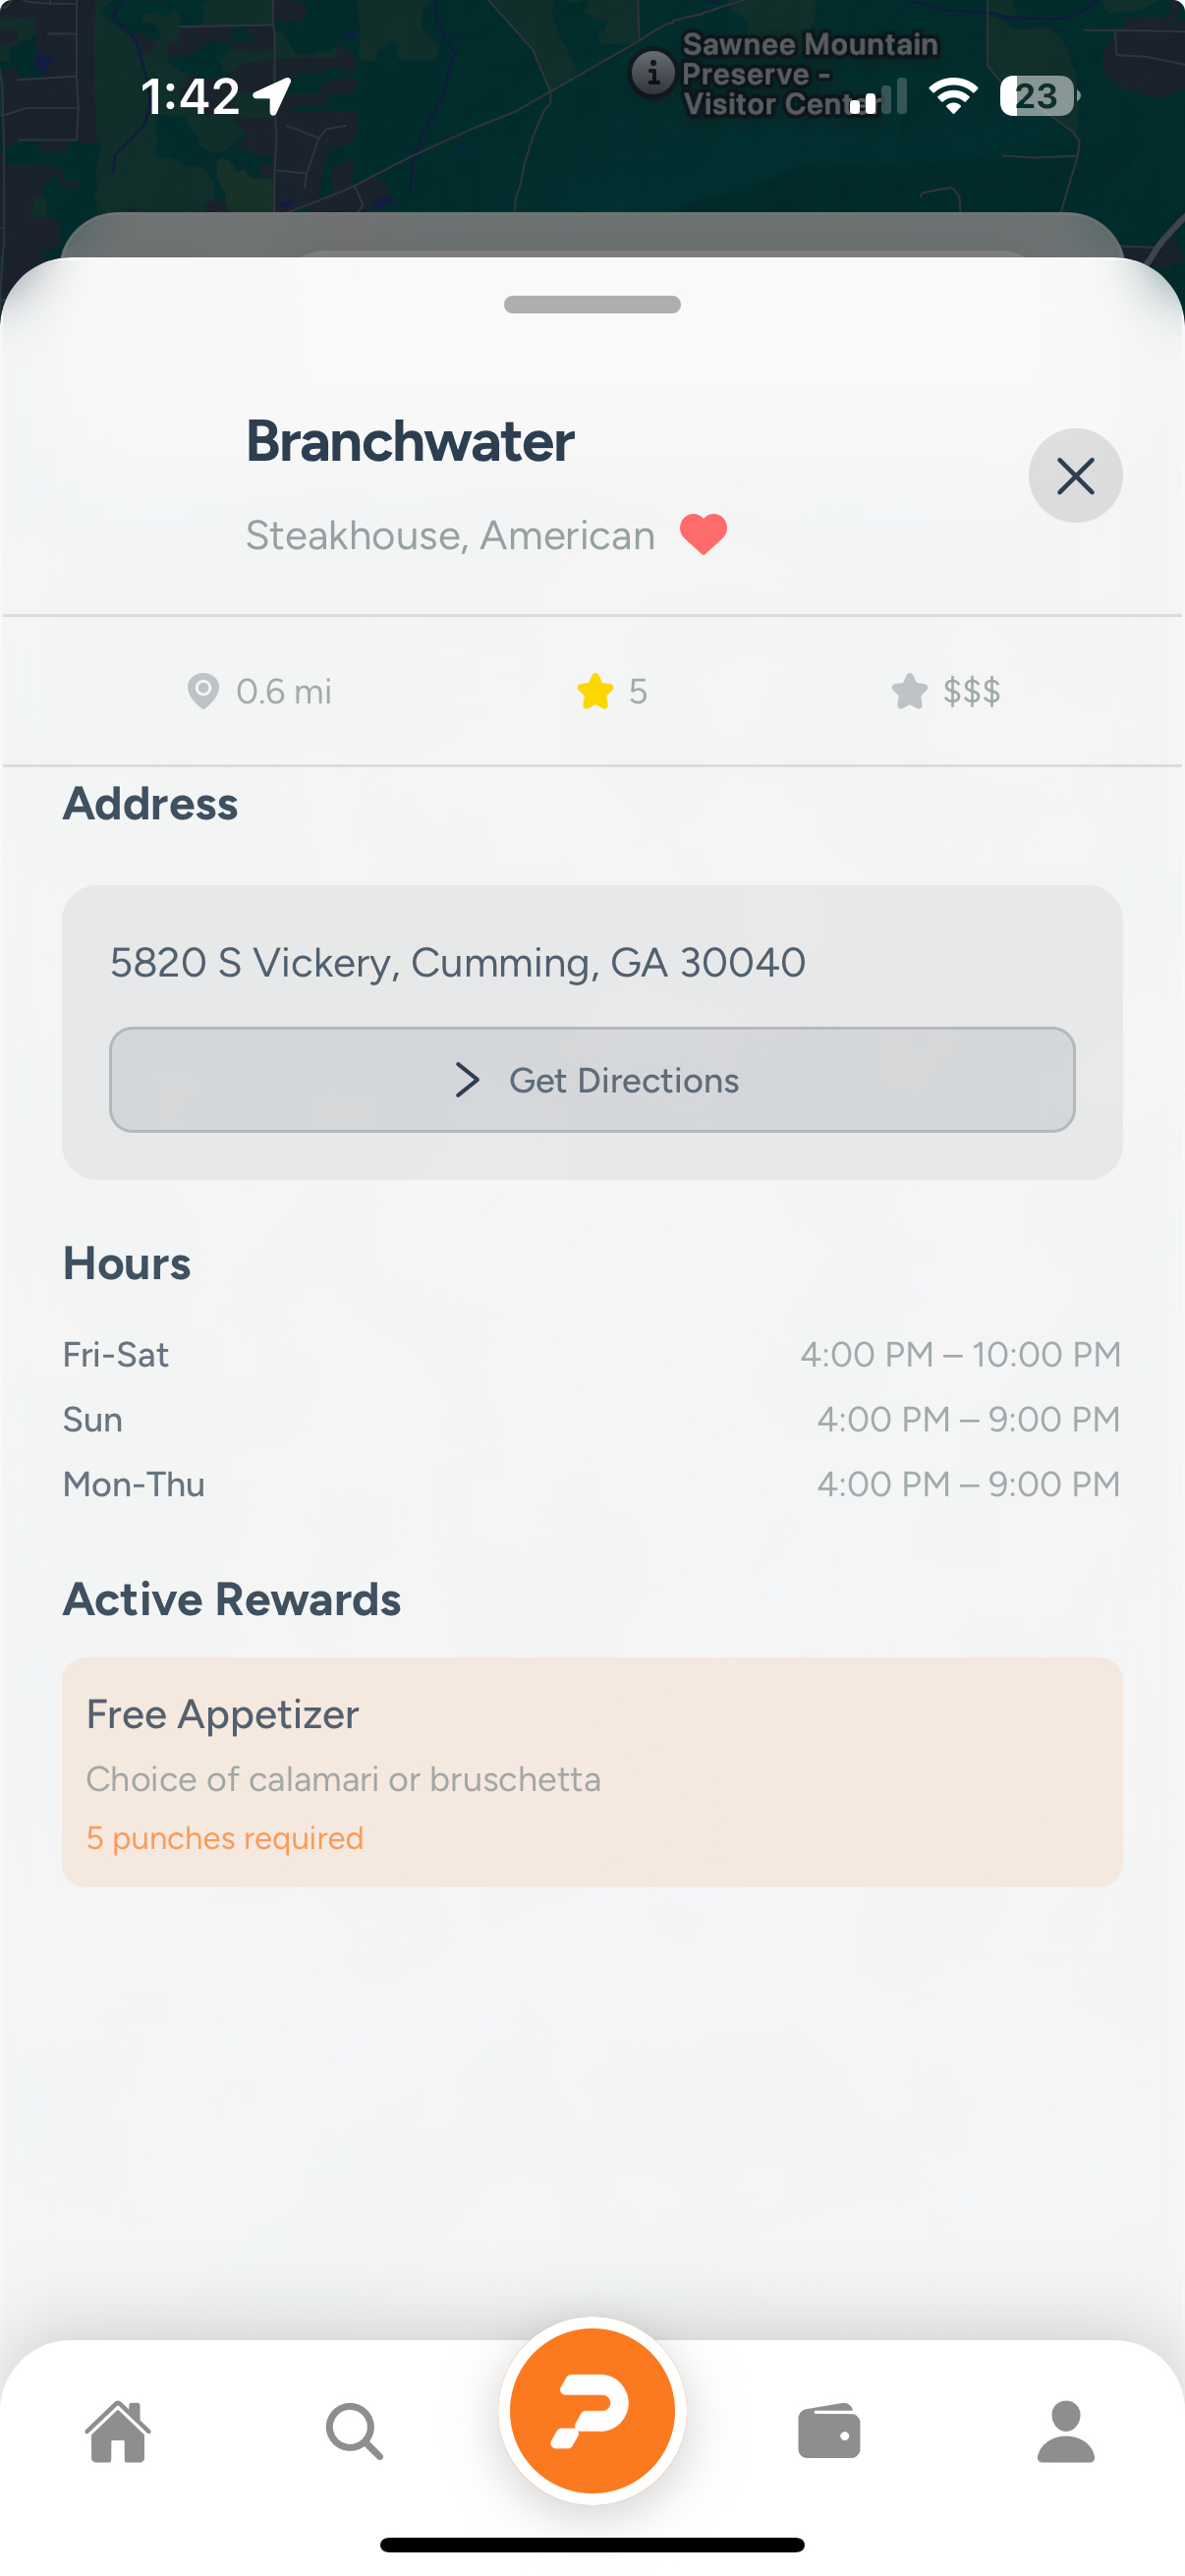 Sawnee Mountain
Preserve -
Visitor Center
1:42
23
Branchwater
Steakhouse, American
0.6 mi
5
$$$
Address
5820 S Vickery, Cumming, GA 30040
Get Directions
Hours
Fri-Sat
4:00 PM – 10:00 PM
Sun
4:00 PM – 9:00 PM
Mon-Thu
4:00 PM – 9:00 PM
Active Rewards
Free Appetizer
Choice of calamari or bruschetta
5 punches required